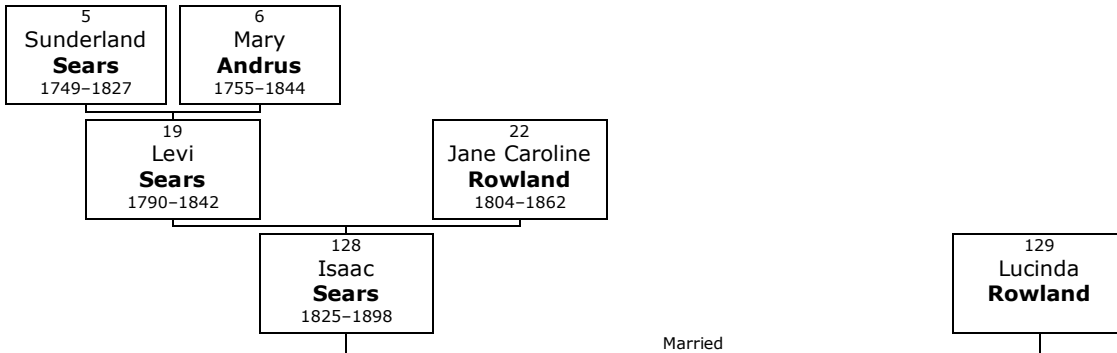 5
Sunderland
Sears
1749–1827
6
Mary
Andrus
1755–1844
19
Levi
Sears
1790–1842
22
Jane Caroline
Rowland
1804–1862
128
Isaac
Sears
1825–1898
129
Lucinda
Rowland
Married